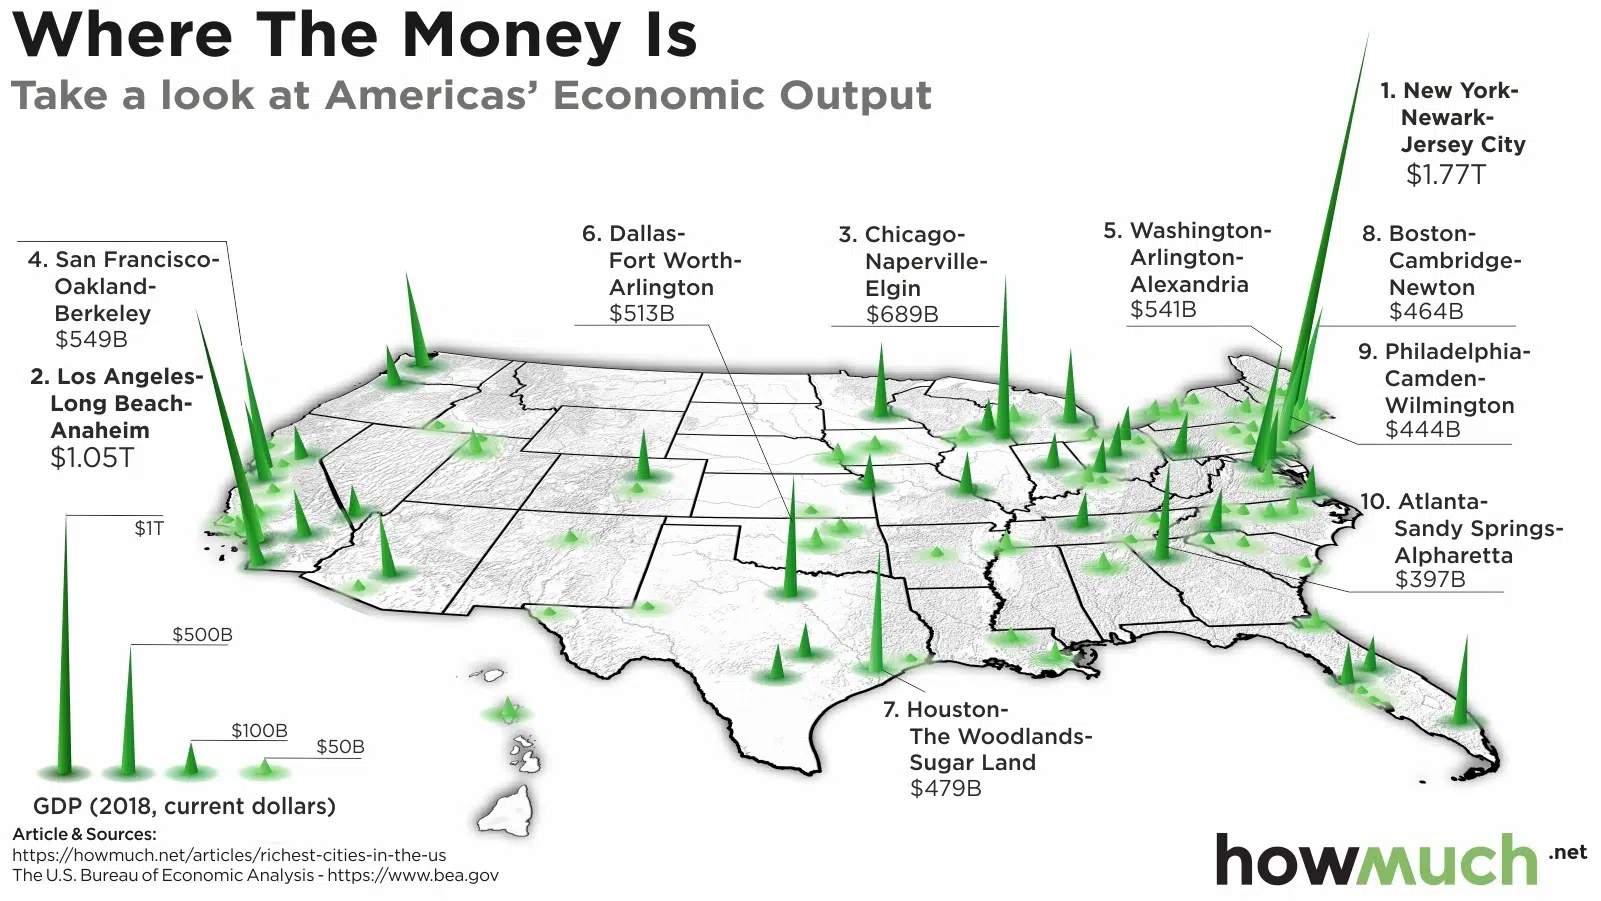 Where The Money Is
Take a look at Americas’ Economic Output
1. New York-
Newark-
Jersey City
$1.77T
4. San Francisco-
Oakland-
Berkeley
$549B
2. Los Angeles-
Long Beach-
Anaheim
$1.05T
6. Dallas-
Fort Worth-
Arlington
$513B
3. Chicago-
Naperville-
Elgin
$689B
5. Washington-
Arlington-
Alexandria
$541B
8. Boston-
Cambridge-
Newton
$464B
9. Philadelphia-
Camden-
Wilmington
$444B
10. Atlanta-
Sandy Springs-
Alpharetta
$397B
7. Houston-
The Woodlands-
Sugar Land
$479B
$1T
$500B
$100B
$50B
GDP (2018, current dollars)
Article & Sources:
https://howmuch.net/articles/richest-cities-in-the-us
The U.S. Bureau of Economic Analysis - https://www.bea.gov
howmuch.net